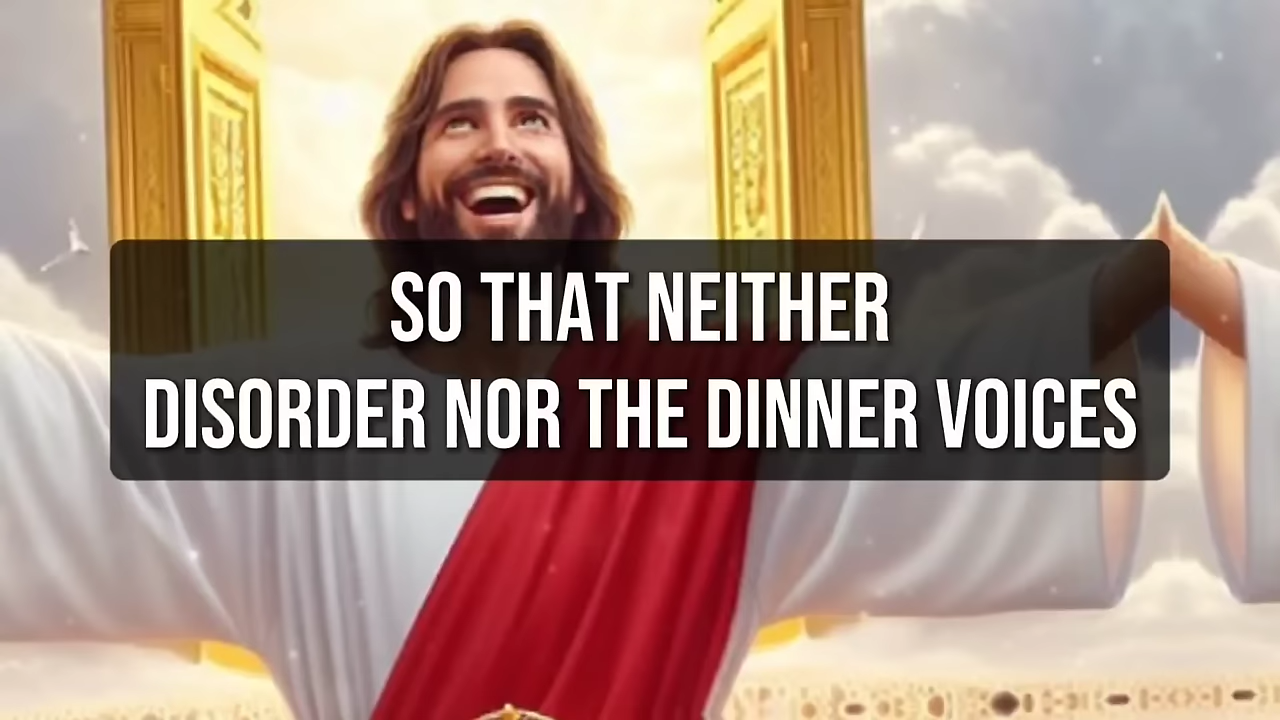 SO THAT NEITHER
DISORDER NOR THE DINNER VOICES